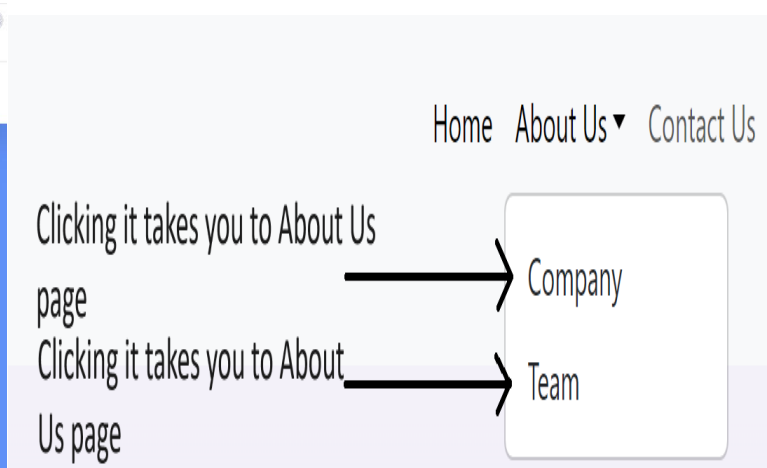 Home About Us Contact Us
Clicking it takes you to About Us
page
Company
Clicking it takes you to About
Us page
Team